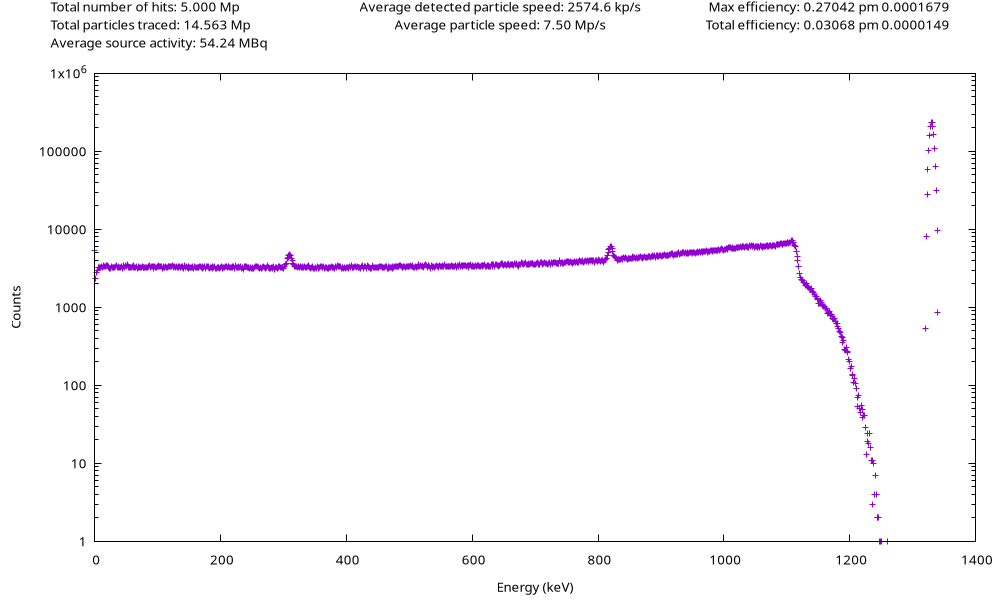 Total number of hits: 5.000 Mp Average detected particle speed: 2574.6 kp/s Max efficiency: 0.27042 pm 0.0001679
Total particles traced: 14.563 Mp Average particle speed: 7.50 Mp/s Total efficiency: 0.03068 pm 0.0000149
Average source activity: 54.24 MBq
1x10⁶
100000
10000
1000
100
10
1
Counts
0 200 400 600 800 1000 1200 1400
Energy (keV)